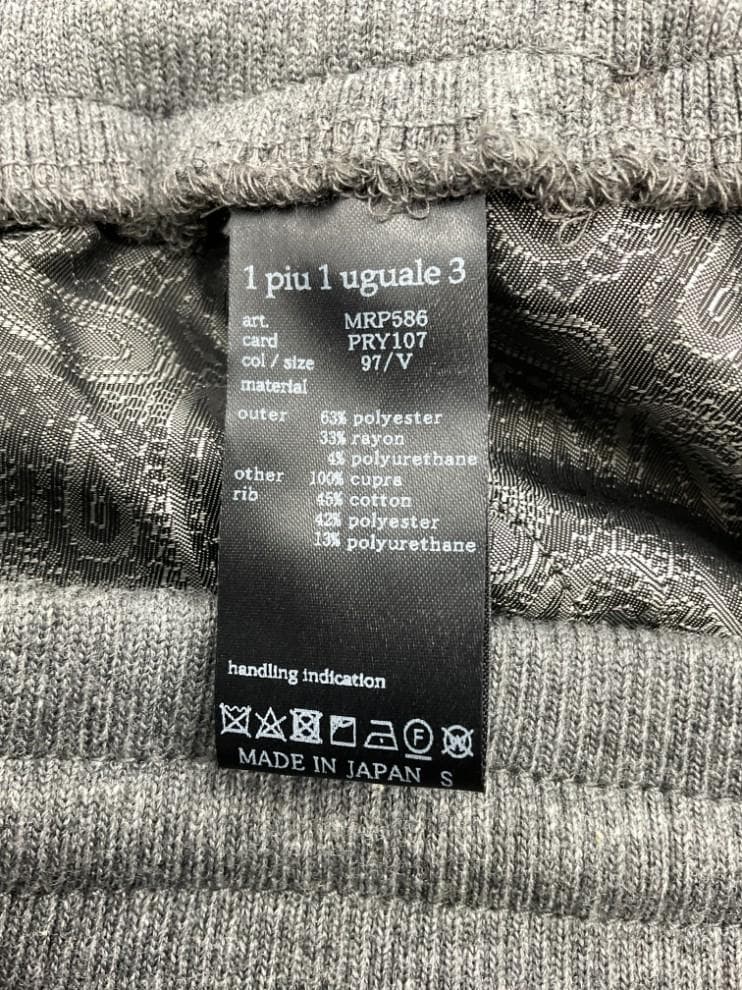 1 piu 1 uguale 3
art. MRP586
card PRY107
col / size 97/V
material
outer 63% polyester
33% rayon
4% polyurethane
other 100% cupra
rib 45% cotton
42% polyester
13% polyurethane
handling indication
F W
MADE IN JAPAN S